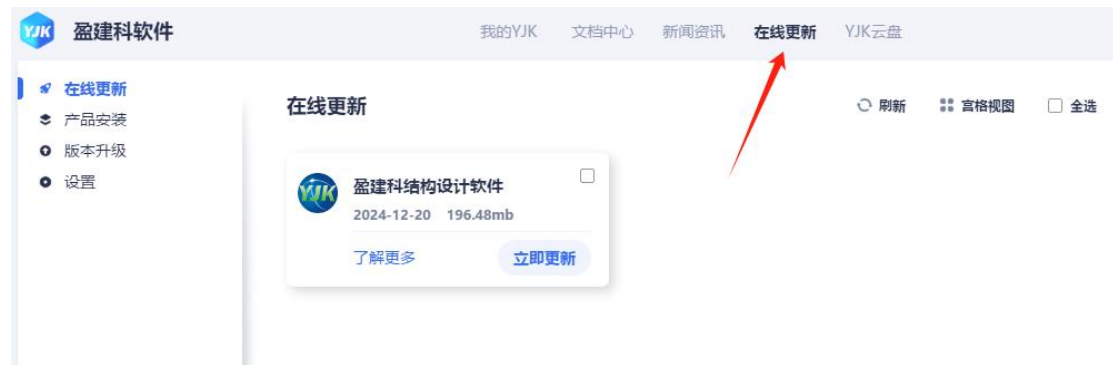 YJK 盈建科软件 我的YJK 文档中心 新闻资讯 在线更新 YJK云盘
在线更新
产品安装
版本升级
设置
在线更新 刷新 宫格视图 全选
YJK 盈建科结构设计软件
2024-12-20 196.48mb
了解更多 立即更新